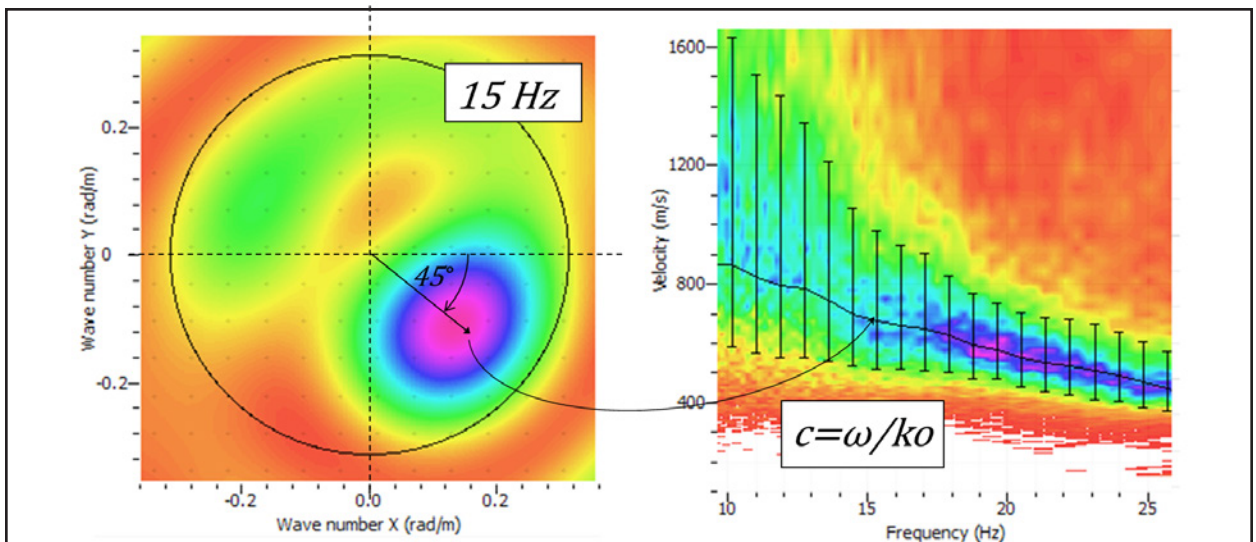 15 Hz
0.2
0
-0.2
Wave number Y (rad/m)
45°
-0.2
0.0
0.2
Wave number X (rad/m)
1600
1200
800
400
Velocity (m/s)
c=ω/ko
10
15
20
25
Frequency (Hz)